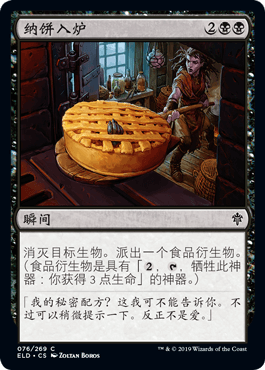 纳饼入炉 2
瞬间
消灭目标生物。派出一个食品衍生物。
(食品衍生物是具有「2，，牺牲此神
器:你获得 3 点生命」的神器。)
「我的秘密配方？这我可不能告诉你。不
过可以稍微提示一下。反正不是爱。」
076/269 C
ELD • CS ZOLTAN BOROS
™ & © 2019 Wizards of the Coast